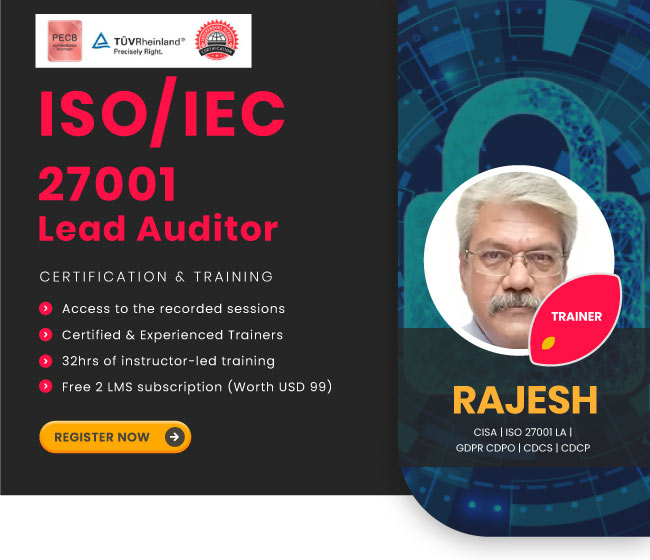 PECB
TÜVRheinland®
Precisely Right.
CERTIFICATION
ISO/IEC
27001
Lead Auditor
CERTIFICATION & TRAINING
Access to the recorded sessions
Certified & Experienced Trainers
32hrs of instructor-led training
Free 2 LMS subscription (Worth USD 99)
REGISTER NOW
TRAINER
RAJESH
CISA | ISO 27001 LA |
GDPR CDPO | CDCS | CDCP